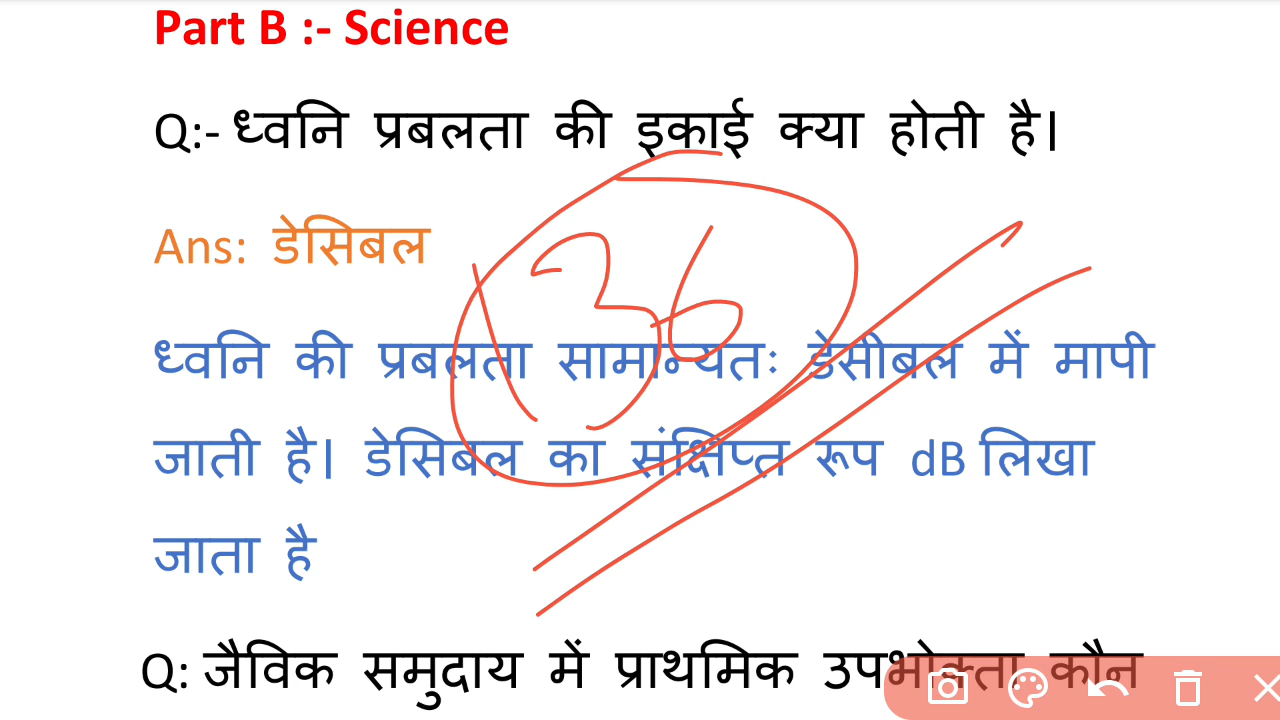 Part B :- Science
Q:- ध्वनि प्रबलता की इकाई क्या होती है।
Ans: डेसिबल
36
ध्वनि की प्रबलता सामान्यतः डेसीबल में मापी
जाती है। डेसिबल का संक्षिप्त रूप dB लिखा
जाता है
Q: जैविक समुदाय में प्राथमिक उपभोक्ता कौन